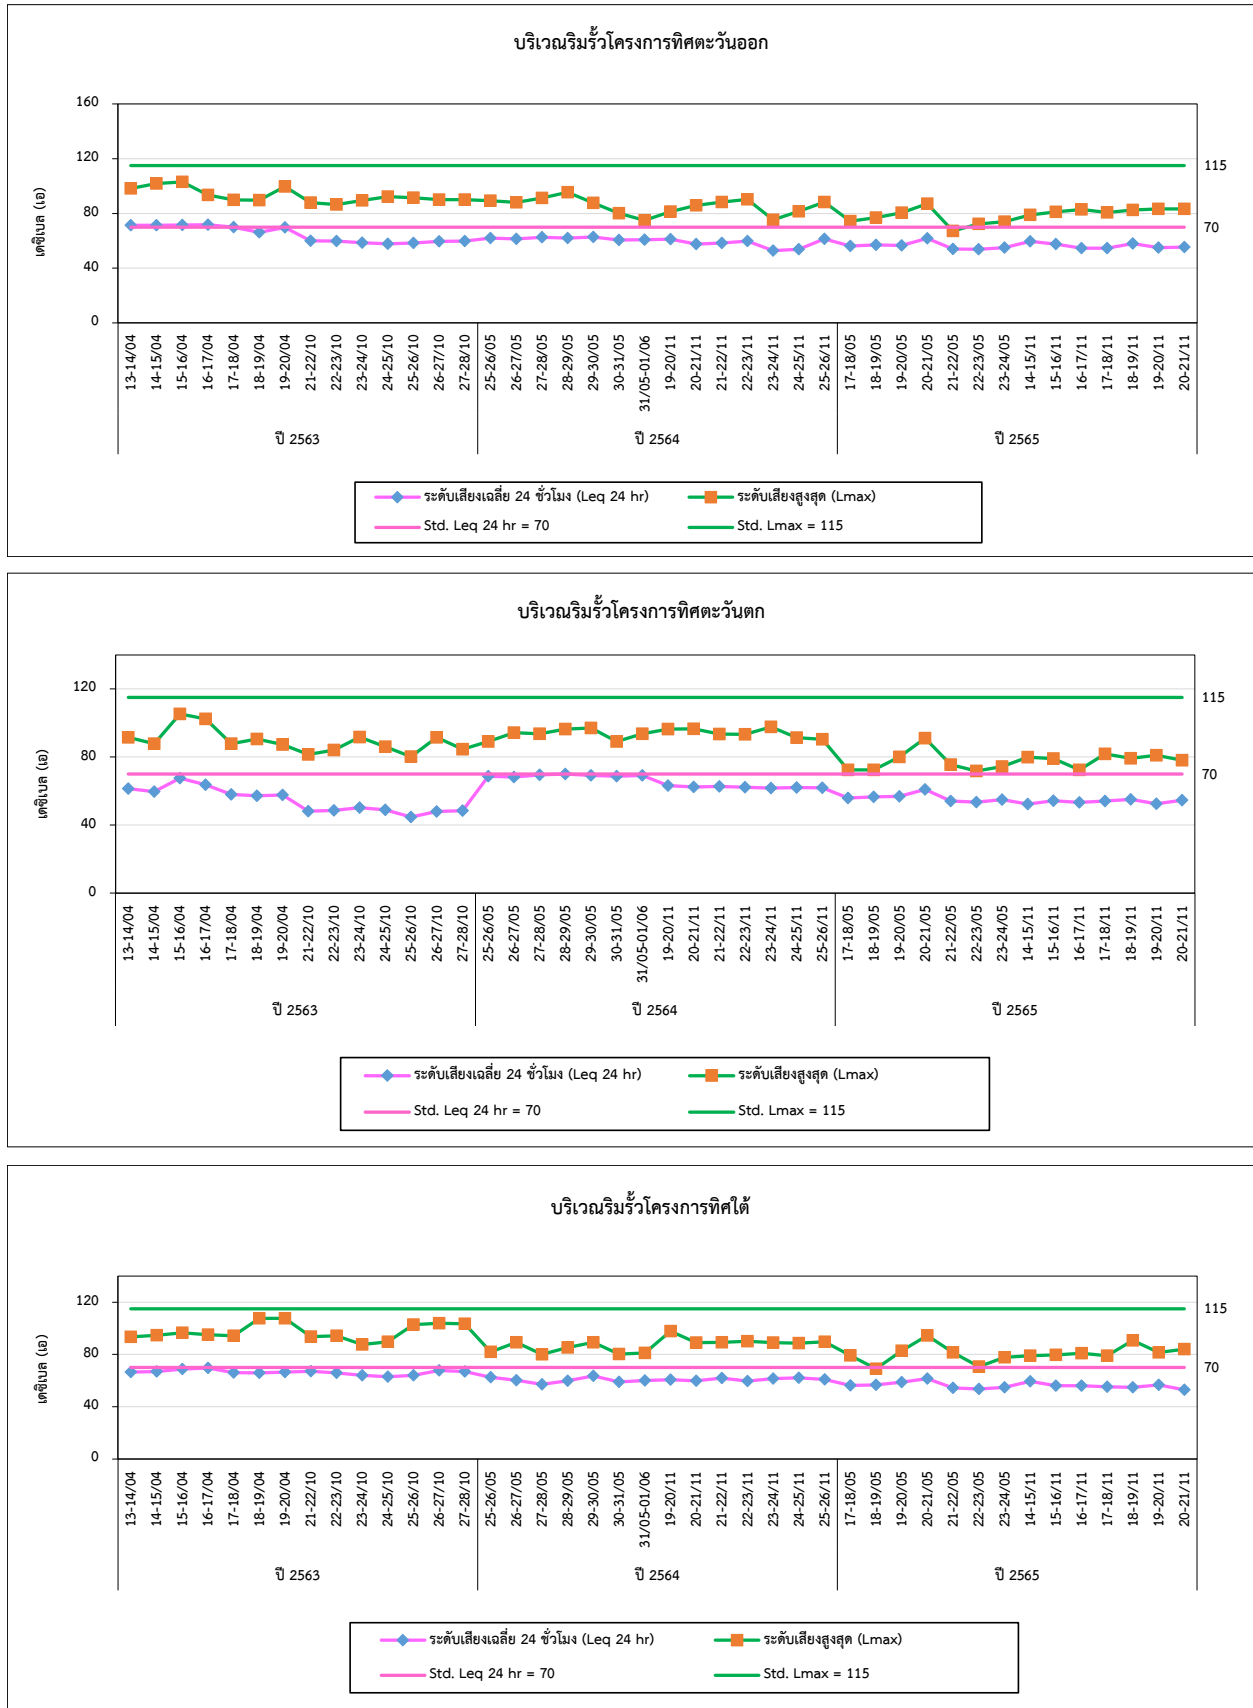 บริเวณริมรั้วโครงการทิศตะวันออก
เดซิเบล (เอ)
160
120
80
40
0
115
70
13-14/04 14-15/04 15-16/04 16-17/04 17-18/04 18-19/04 19-20/04 21-22/10 22-23/10 23-24/10 24-25/10 25-26/10 26-27/10 27-28/10 25-26/05 26-27/05 27-28/05 28-29/05 29-30/05 30-31/05 31/05-01/06 19-20/11 20-21/11 21-22/11 22-23/11 23-24/11 24-25/11 25-26/11 17-18/05 18-19/05 19-20/05 20-21/05 21-22/05 22-23/05 23-24/05 14-15/11 15-16/11 16-17/11 17-18/11 18-19/11 19-20/11 20-21/11
ปี 2563 ปี 2564 ปี 2565
ระดับเสียงเฉลี่ย 24 ชั่วโมง (Leq 24 hr) ระดับเสียงสูงสุด (Lmax)
Std. Leq 24 hr = 70 Std. Lmax = 115
บริเวณริมรั้วโครงการทิศตะวันตก
เดซิเบล (เอ)
120
80
40
0
115
70
13-14/04 14-15/04 15-16/04 16-17/04 17-18/04 18-19/04 19-20/04 21-22/10 22-23/10 23-24/10 24-25/10 25-26/10 26-27/10 27-28/10 25-26/05 26-27/05 27-28/05 28-29/05 29-30/05 30-31/05 31/05-01/06 19-20/11 20-21/11 21-22/11 22-23/11 23-24/11 24-25/11 25-26/11 17-18/05 18-19/05 19-20/05 20-21/05 21-22/05 22-23/05 23-24/05 14-15/11 15-16/11 16-17/11 17-18/11 18-19/11 19-20/11 20-21/11
ปี 2563 ปี 2564 ปี 2565
ระดับเสียงเฉลี่ย 24 ชั่วโมง (Leq 24 hr) ระดับเสียงสูงสุด (Lmax)
Std. Leq 24 hr = 70 Std. Lmax = 115
บริเวณริมรั้วโครงการทิศใต้
เดซิเบล (เอ)
120
80
40
0
115
70
13-14/04 14-15/04 15-16/04 16-17/04 17-18/04 18-19/04 19-20/04 21-22/10 22-23/10 23-24/10 24-25/10 25-26/10 26-27/10 27-28/10 25-26/05 26-27/05 27-28/05 28-29/05 29-30/05 30-31/05 31/05-01/06 19-20/11 20-21/11 21-22/11 22-23/11 23-24/11 24-25/11 25-26/11 17-18/05 18-19/05 19-20/05 20-21/05 21-22/05 22-23/05 23-24/05 14-15/11 15-16/11 16-17/11 17-18/11 18-19/11 19-20/11 20-21/11
ปี 2563 ปี 2564 ปี 2565
ระดับเสียงเฉลี่ย 24 ชั่วโมง (Leq 24 hr) ระดับเสียงสูงสุด (Lmax)
Std. Leq 24 hr = 70 Std. Lmax = 115